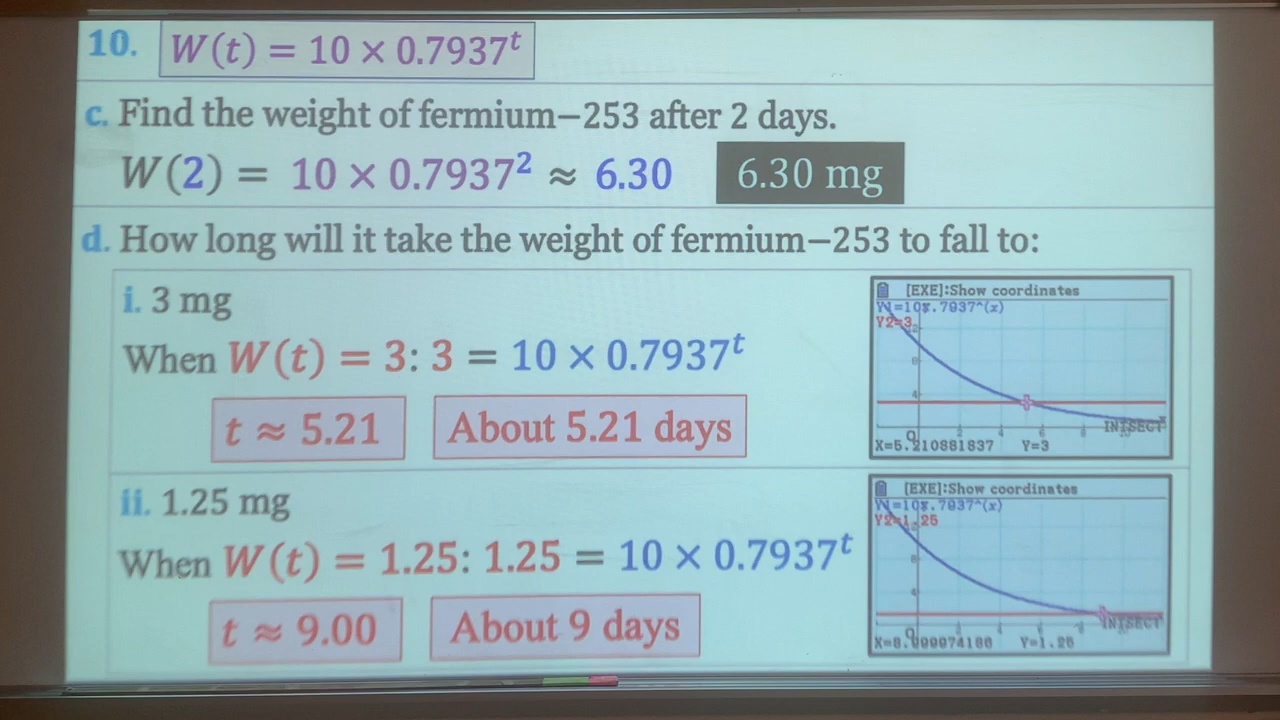 10. W(t) = 10 × 0.7937^t
c. Find the weight of fermium−253 after 2 days.
W(2) = 10 × 0.7937² ≈ 6.30 6.30 mg
d. How long will it take the weight of fermium−253 to fall to:
i. 3 mg
When W(t) = 3: 3 = 10 × 0.7937^t
t ≈ 5.21 About 5.21 days
[EXE]:Show coordinates
Y2=3
INTSECT
X=5.210881837 Y=3
ii. 1.25 mg
When W(t) = 1.25: 1.25 = 10 × 0.7937^t
t ≈ 9.00 About 9 days
[EXE]:Show coordinates
Y2=1.25
INTSECT
Y=1.25